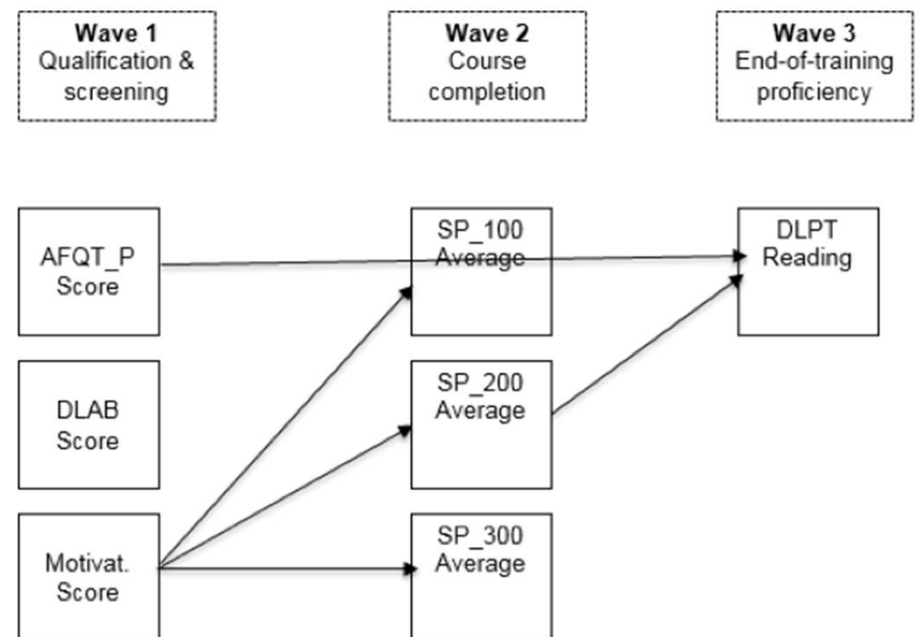 Wave 1
Qualification &
screening
Wave 2
Course
completion
Wave 3
End-of-training
proficiency
AFQT_P
Score
SP_100
Average
DLPT
Reading
DLAB
Score
SP_200
Average
Motivat.
Score
SP_300
Average